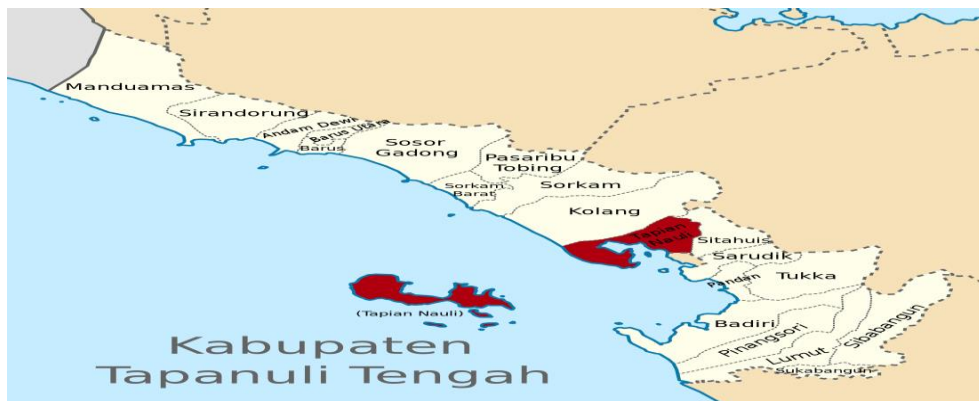 Manduamas
Sirandorung
Andam Dewi
Barus Utara
Barus
Sosor
Gadong
Pasaribu
Tobing
Sorkam
Barat
Sorkam
Kolang
Tapian
Nauli
Sitahuis
Sarudik
Pandan
Tukka
(Tapian Nauli)
Badiri
Pinangsori
Lumut
Sibabangun
Sukabangun
Kabupaten
Tapanuli Tengah